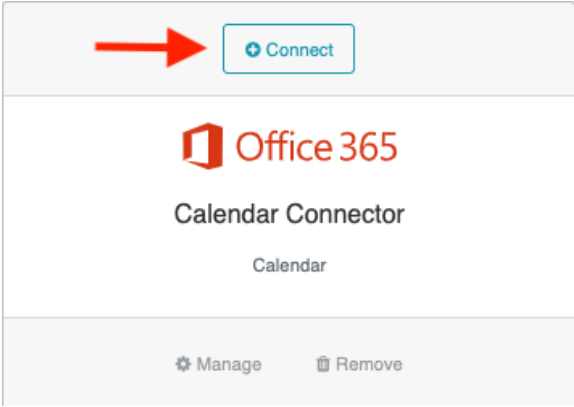 Connect
Office 365
Calendar Connector
Calendar
Manage Remove